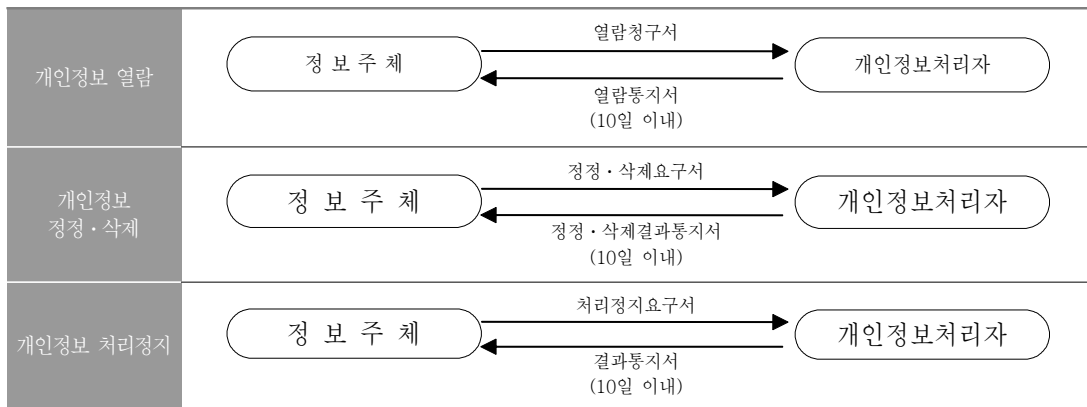 개인정보 열람
정 보 주 체
열람청구서
개인정보처리자
열람통지서
(10일 이내)
개인정보
정정·삭제
정 보 주 체
정정·삭제요구서
개인정보처리자
정정·삭제결과통지서
(10일 이내)
개인정보 처리정지
정 보 주 체
처리정지요구서
개인정보처리자
결과통지서
(10일 이내)